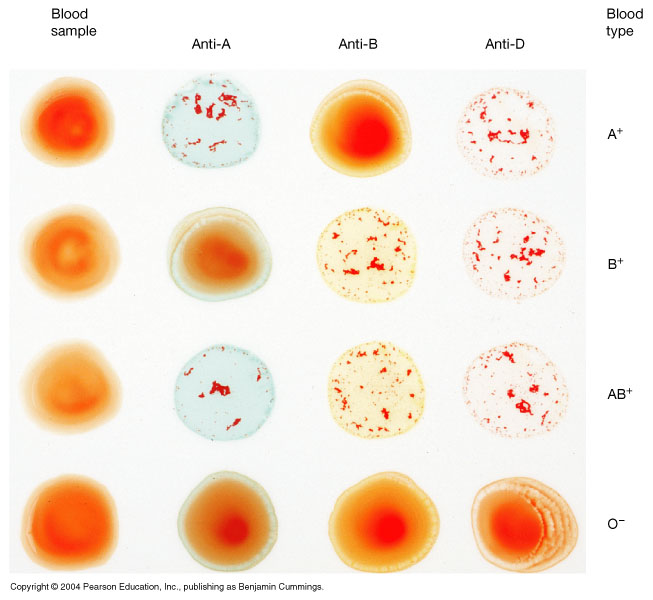 Blood
sample
Anti-A
Anti-B
Anti-D
Blood
type
A⁺
B⁺
AB⁺
O⁻
Copyright © 2004 Pearson Education, Inc., publishing as Benjamin Cummings.